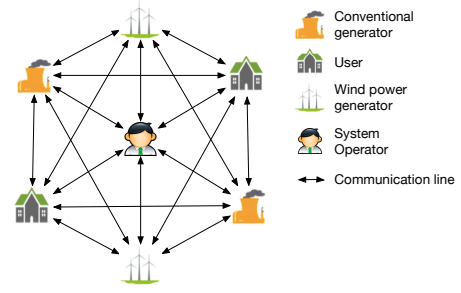 Conventional
generator
User
Wind power
generator
System
Operator
Communication line